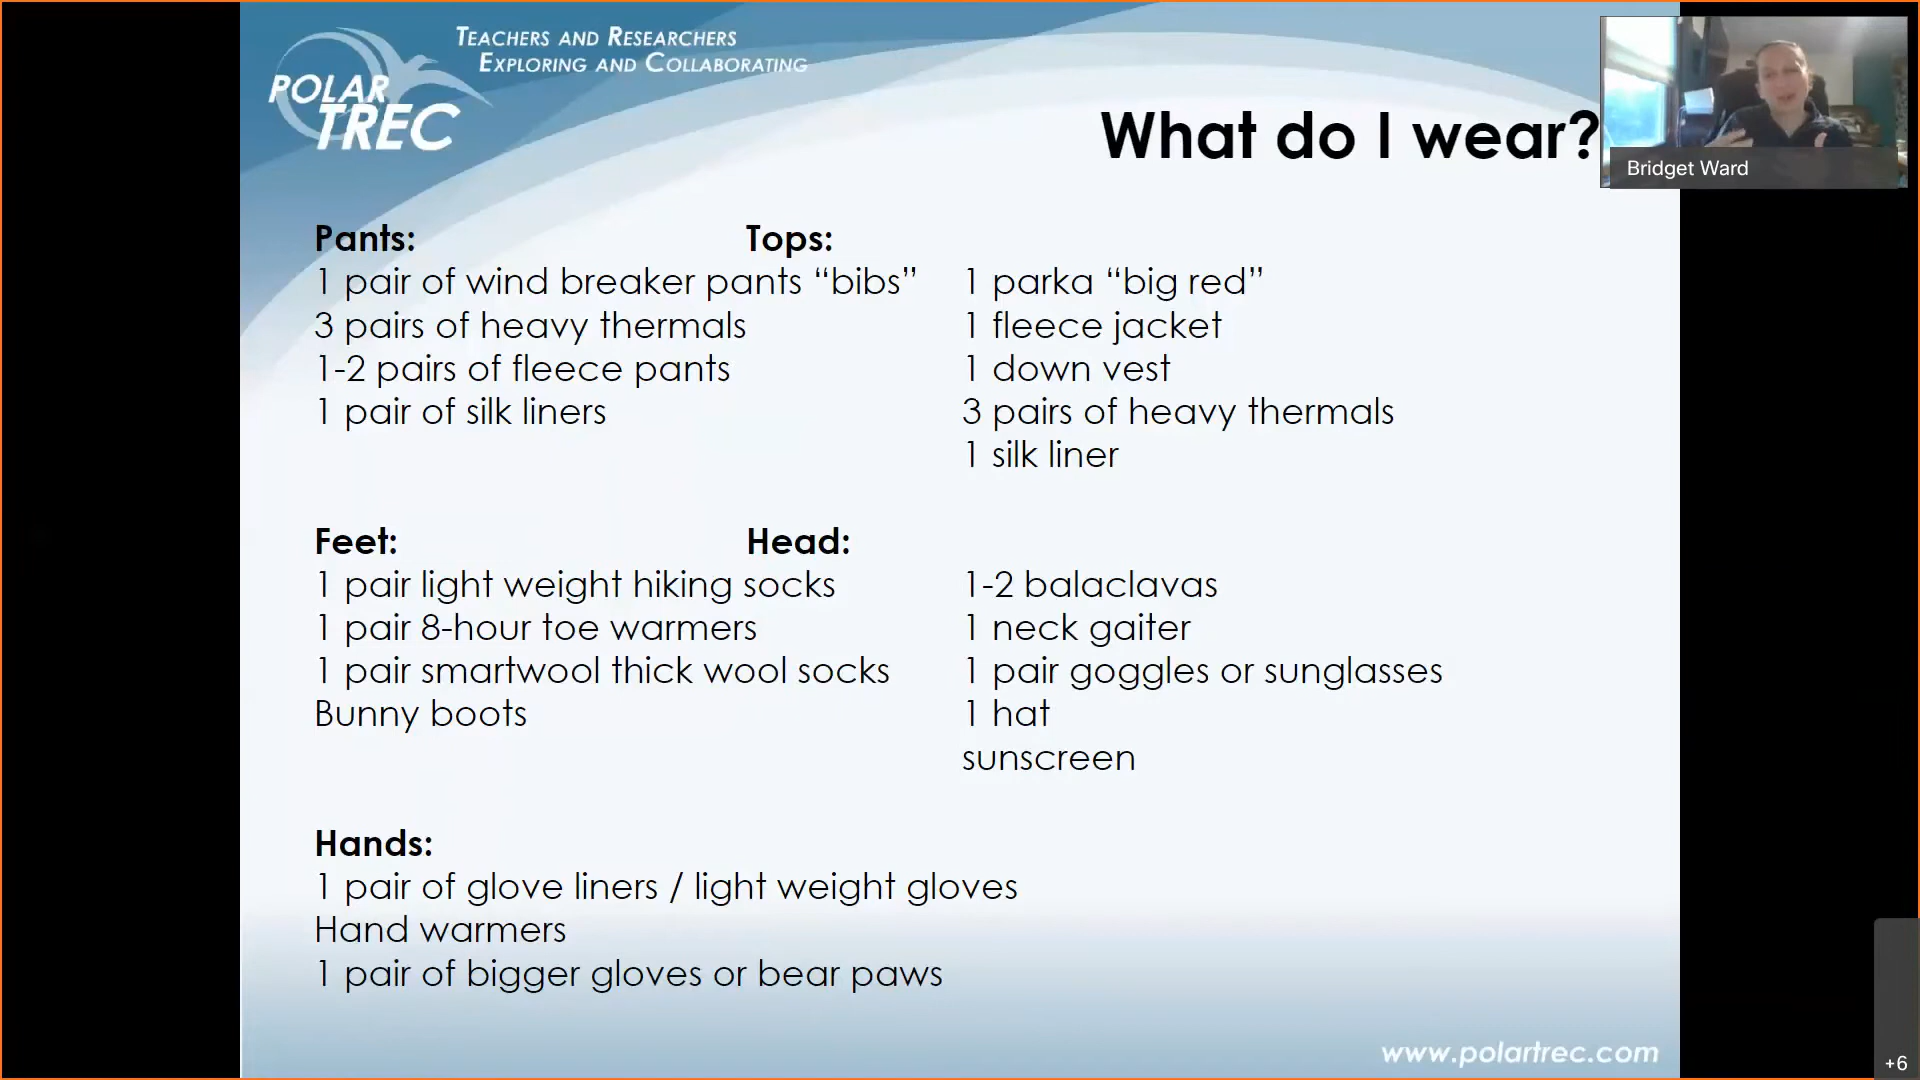 TEACHERS AND RESEARCHERS
EXPLORING AND COLLABORATING
POLAR
TREC
What do I wear?
Bridget Ward
Pants:
1 pair of wind breaker pants “bibs”
3 pairs of heavy thermals
1-2 pairs of fleece pants
1 pair of silk liners
Tops:
1 parka “big red”
1 fleece jacket
1 down vest
3 pairs of heavy thermals
1 silk liner
Feet:
1 pair light weight hiking socks
1 pair 8-hour toe warmers
1 pair smartwool thick wool socks
Bunny boots
Head:
1-2 balaclavas
1 neck gaiter
1 pair goggles or sunglasses
1 hat
sunscreen
Hands:
1 pair of glove liners / light weight gloves
Hand warmers
1 pair of bigger gloves or bear paws
www.polartrec.com
+6